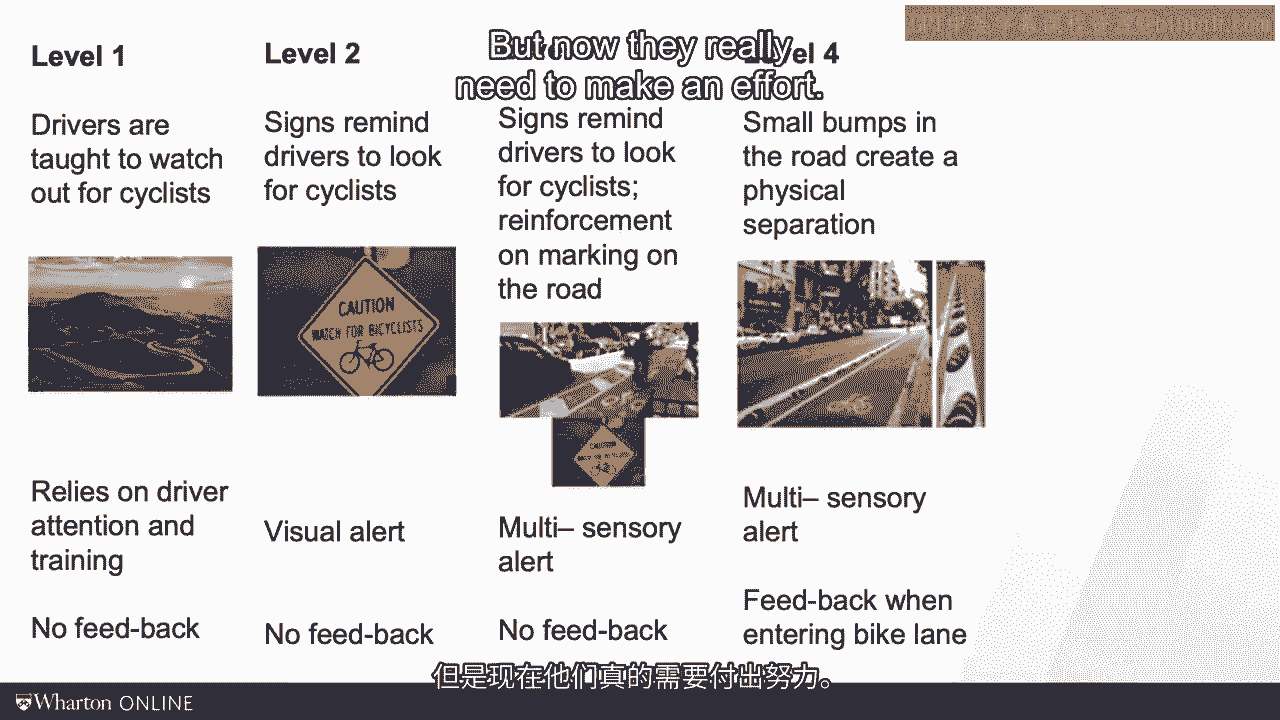 Level 1
Drivers are
taught to watch
out for cyclists
Relies on driver
attention and
training
No feed-back
Level 2
Signs remind
drivers to look
for cyclists
CAUTION
WATCH FOR BICYCLISTS
Visual alert
No feed-back
But now they really
need to make an effort.
Signs remind
drivers to look
for cyclists;
reinforcement
on marking on
the road
Multi– sensory
alert
No feed-back
Level 4
Small bumps in
the road create a
physical
separation
Multi– sensory
alert
Feed-back when
entering bike lane
但是现在他们真的需要付出努力。
Wharton ONLINE